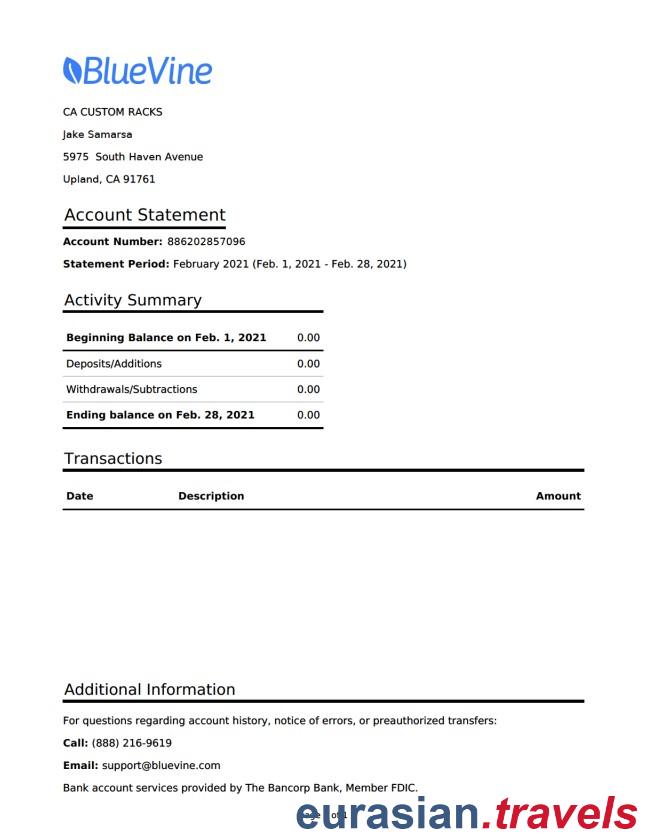 BlueVine
CA CUSTOM RACKS
Jake Samarsa
5975 South Haven Avenue
Upland, CA 91761
Account Statement
Account Number: 886202857096
Statement Period: February 2021 (Feb. 1, 2021 - Feb. 28, 2021)
Activity Summary
Beginning Balance on Feb. 1, 2021 0.00
Deposits/Additions 0.00
Withdrawals/Subtractions 0.00
Ending balance on Feb. 28, 2021 0.00
Transactions
Date Description Amount
Additional Information
For questions regarding account history, notice of errors, or preauthorized transfers:
Call: (888) 216-9619
Email: support@bluevine.com
Bank account services provided by The Bancorp Bank, Member FDIC.
eurasian.travels